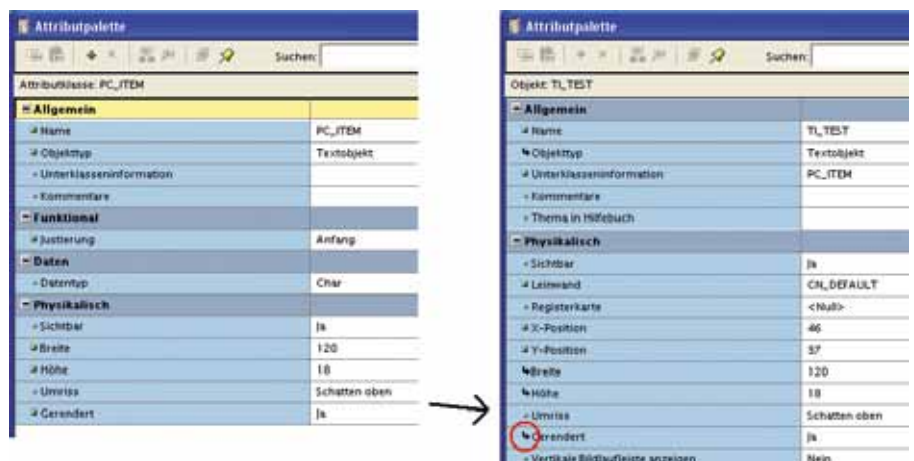 Attributpalette
Suchen:
Attributklasse: PC_ITEM
Allgemein
Name PC_ITEM
Objekttyp Textobjekt
Unterklasseninformation
Kommentare
Funktional
Justierung Anfang
Daten
Datentyp Char
Physikalisch
Sichtbar Ja
Breite 120
Höhe 18
Umriss Schatten oben
Gerendert Ja
Attributpalette
Suchen:
Objekt: TI_TEST
Allgemein
Name TI_TEST
Objekttyp Textobjekt
Unterklasseninformation PC_ITEM
Kommentare
Thema in Hilfebuch
Physikalisch
Sichtbar Ja
Leinwand CN_DEFAULT
Registerkarte <Null>
X-Position 46
Y-Position 57
Breite 120
Höhe 18
Umriss Schatten oben
Gerendert Ja
Vertikale Bildlaufleiste anzeigen Nein